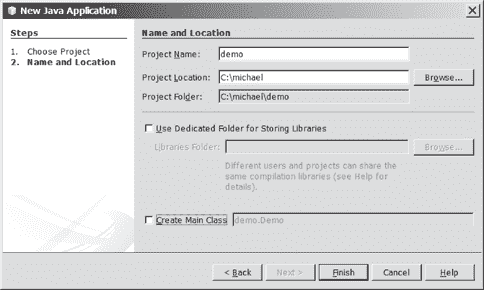 New Java Application
Steps
1. Choose Project
2. Name and Location
Name and Location
Project Name: demo
Project Location: C:\michael Browse...
Project Folder: C:\michael\demo
Use Dedicated Folder for Storing Libraries
Libraries Folder: Browse...
Different users and projects can share the
same compilation libraries (see Help for
details).
Create Main Class demo.Demo
< Back Next > Finish Cancel Help